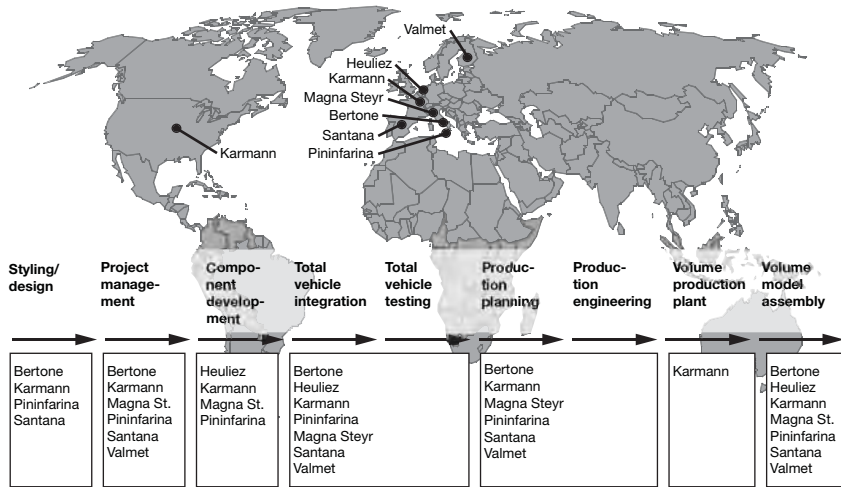 Valmet
Heuliez
Karmann
Magna Steyr
Bertone
Santana
Pininfarina
Karmann
Styling/
design
Project
manage-
ment
Compo-
nent
develop-
ment
Total
vehicle
integration
Total
vehicle
testing
Produc-
tion
planning
Produc-
tion
engineering
Volume
production
plant
Volume
model
assembly
Bertone
Karmann
Pininfarina
Santana
Bertone
Karmann
Magna St.
Pininfarina
Santana
Valmet
Heuliez
Karmann
Magna St.
Pininfarina
Bertone
Heuliez
Karmann
Pininfarina
Magna Steyr
Santana
Valmet
Bertone
Karmann
Magna Steyr
Pininfarina
Santana
Valmet
Karmann
Bertone
Heuliez
Karmann
Magna St.
Pininfarina
Santana
Valmet